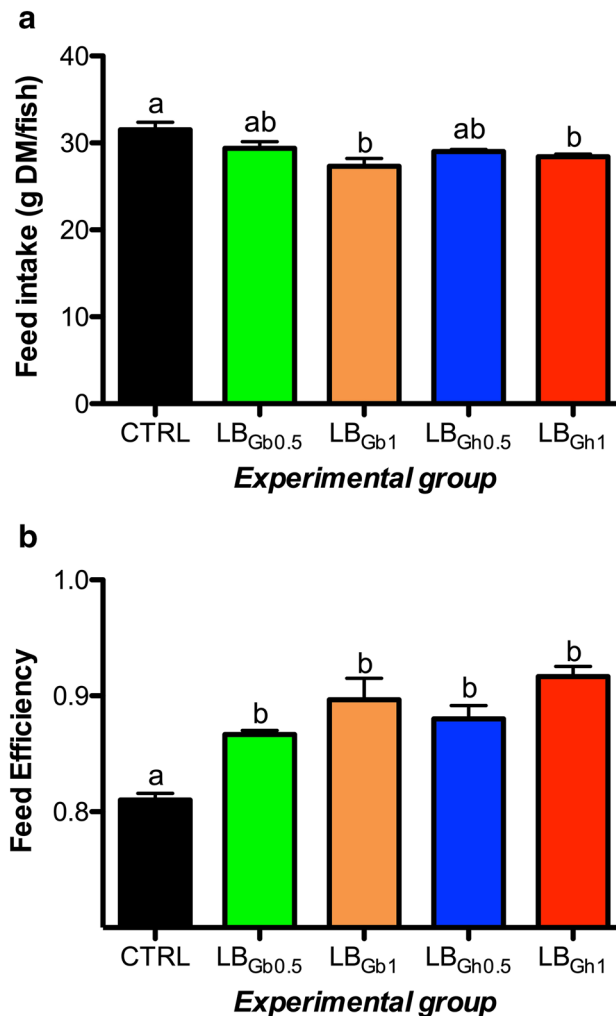 a
Feed intake (g DM/fish)
40
30
20
10
0
a
ab
b
ab
b
CTRL LBGb0.5 LBGb1 LBGh0.5 LBGh1
Experimental group
b
Feed Efficiency
1.0
0.9
0.8
a
b
b
b
b
CTRL LBGb0.5 LBGb1 LBGh0.5 LBGh1
Experimental group